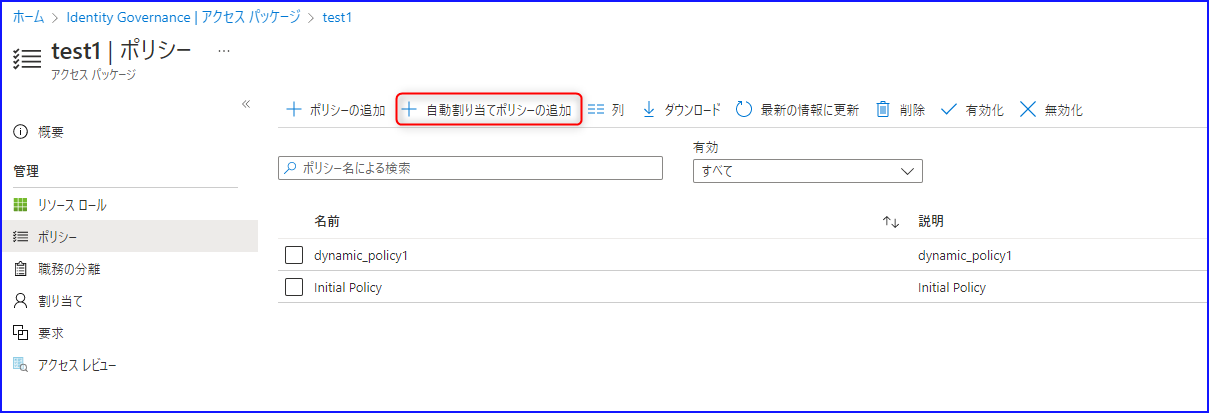 ホーム > Identity Governance | アクセス パッケージ > test1
test1 | ポリシー ...
アクセス パッケージ
«
ポリシーの追加 自動割り当てポリシーの追加 列 ダウンロード 最新の情報に更新 削除 有効化 無効化
概要
有効
ポリシー名による検索
すべて
管理
リソース ロール
ポリシー
職務の分離
割り当て
要求
アクセス レビュー
名前 説明
dynamic_policy1 dynamic_policy1
Initial Policy Initial Policy